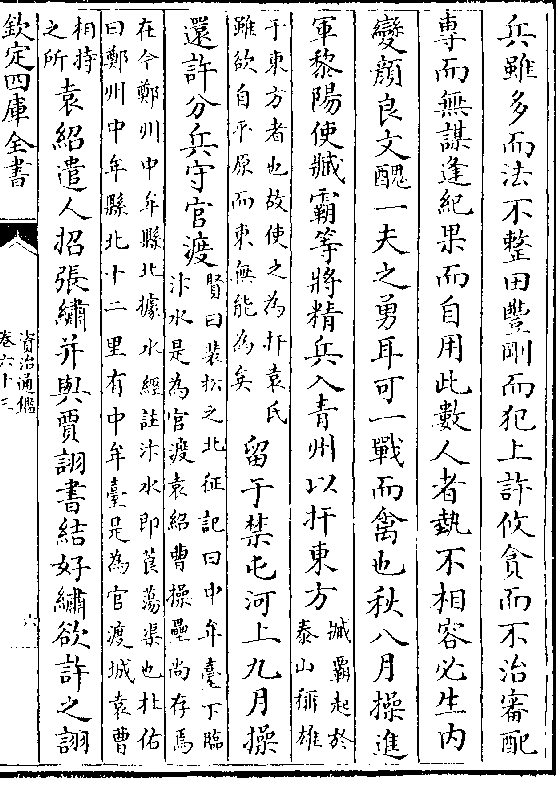 兵雖多而法不整田豐剛而犯上許攸貪而不治審配
專而無謀逢紀果而自用此數人者埶不相容必生内
變顔良文醜一夫之勇耳可一戰而禽也秋八月操進
軍黎陽使臧霸等將精兵入青州以扞東方臧霸起於
泰山稱雄
于東方者也故使之為扞袁氏
雖欲自平原而東無能為矣
留于禁屯河上九月操
還許分兵守官渡賢曰裴松之北征記曰中牟臺下臨
汴水是為官渡袁紹曹操壘尚存焉
在今鄭州中牟縣北據水經註汴水即莨蕩渠也杜佑
曰鄭州中牟縣北十二里有中牟臺是為官渡城袁曹
相持
之所
袁紹遣人招張繡并與賈詡書結好繡欲許之詡
欽定四庫全書
資治通鑑
卷六十三
六